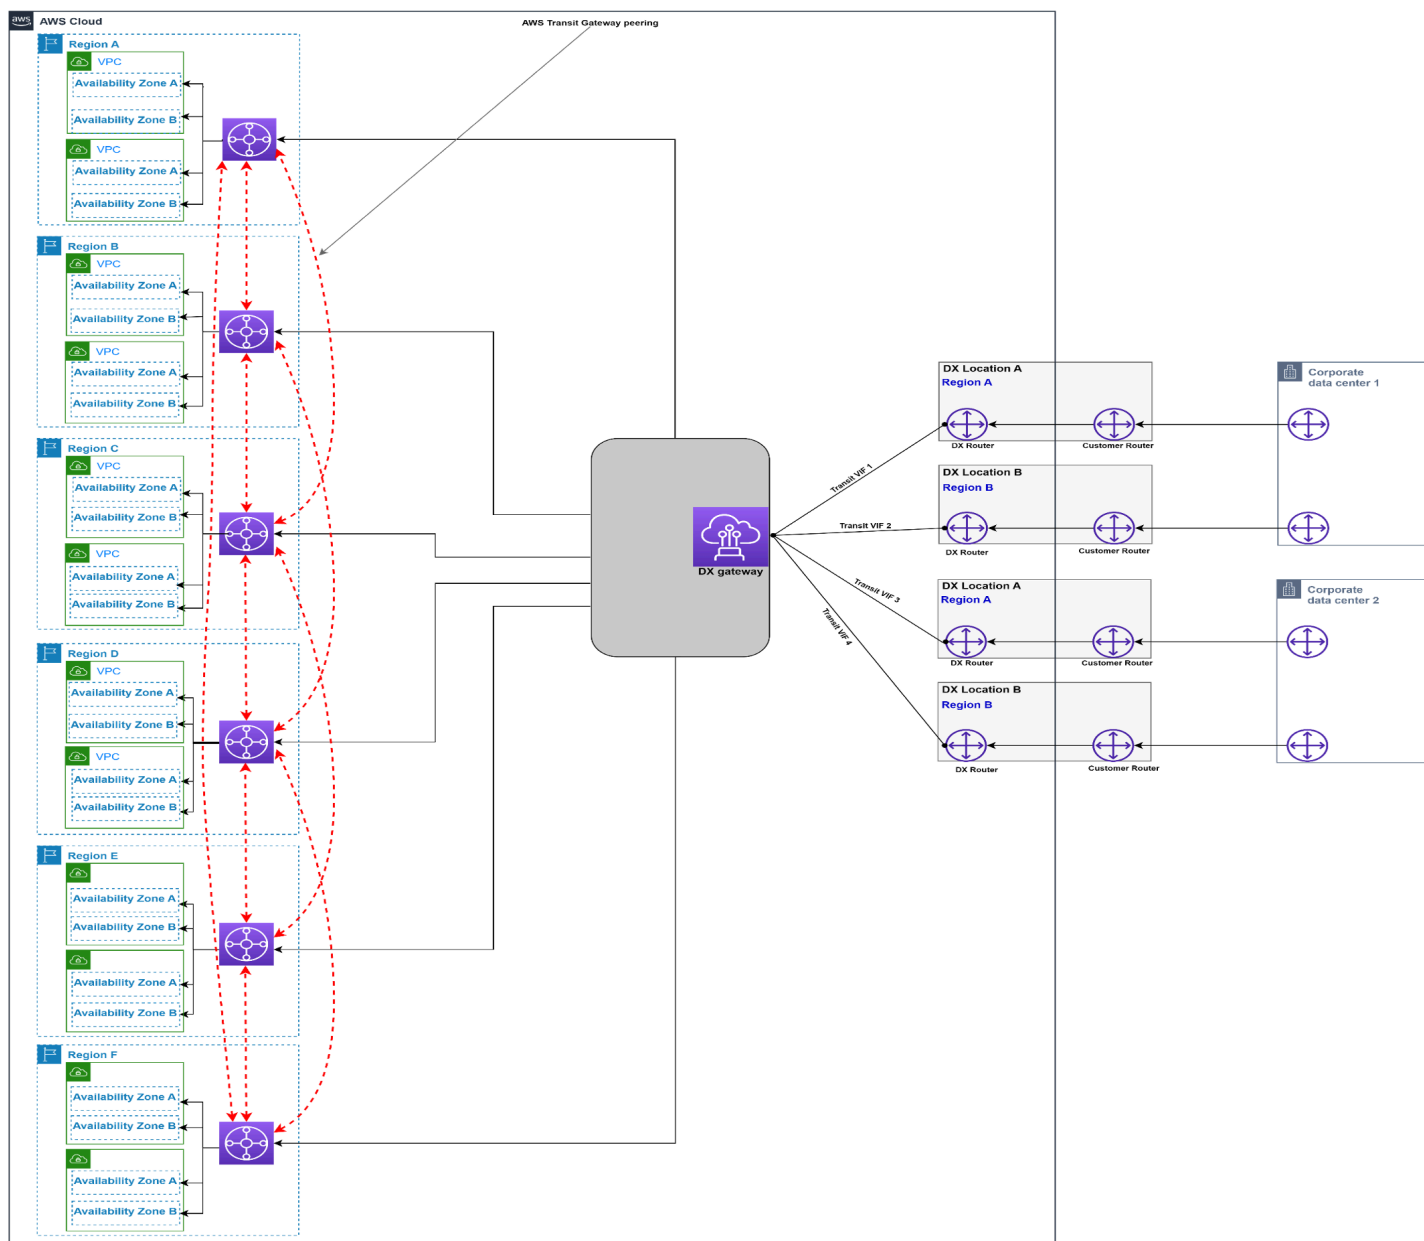 aws
AWS Cloud
AWS Transit Gateway peering
Region A
VPC
Availability Zone A
Availability Zone B
VPC
Availability Zone A
Availability Zone B
Region B
VPC
Availability Zone A
Availability Zone B
VPC
Availability Zone A
Availability Zone B
Region C
VPC
Availability Zone A
Availability Zone B
VPC
Availability Zone A
Availability Zone B
Region D
VPC
Availability Zone A
Availability Zone B
VPC
Availability Zone A
Availability Zone B
Region E
Availability Zone A
Availability Zone B
Availability Zone A
Availability Zone B
Region F
Availability Zone A
Availability Zone B
Availability Zone A
Availability Zone B
DX gateway
Transit VIF 1
Transit VIF 2
Transit VIF 3
Transit VIF 4
DX Location A
Region A
DX Router
Customer Router
DX Location B
Region B
DX Router
Customer Router
DX Location A
Region A
DX Router
Customer Router
DX Location B
Region B
DX Router
Customer Router
Corporate
data center 1
Corporate
data center 2